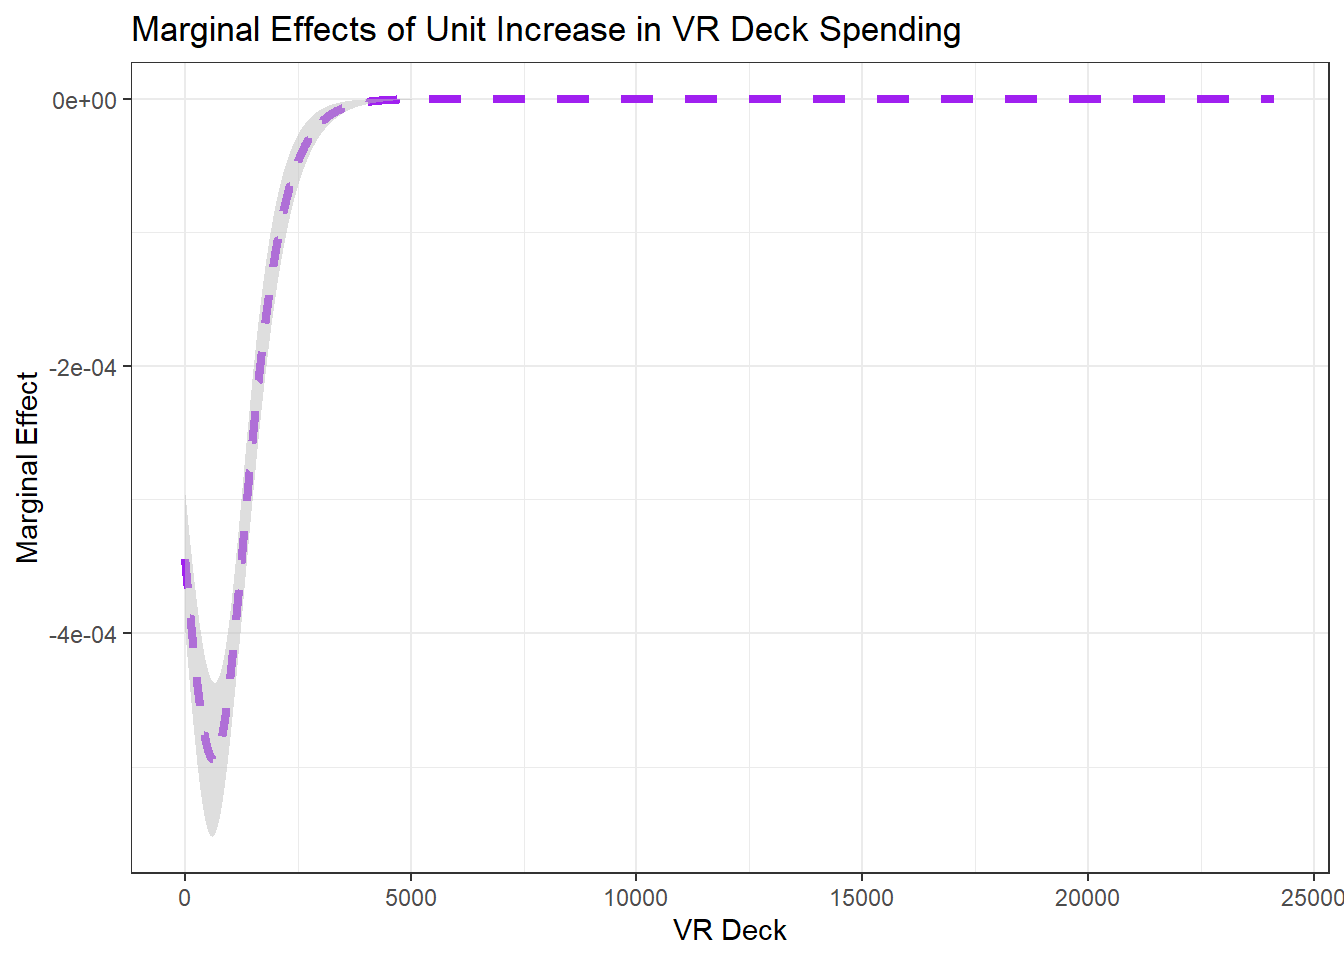 Marginal Effects of Unit Increase in VR Deck Spending
0e+00
-2e-04
-4e-04
Marginal Effect
0
5000
10000
15000
20000
25000
VR Deck